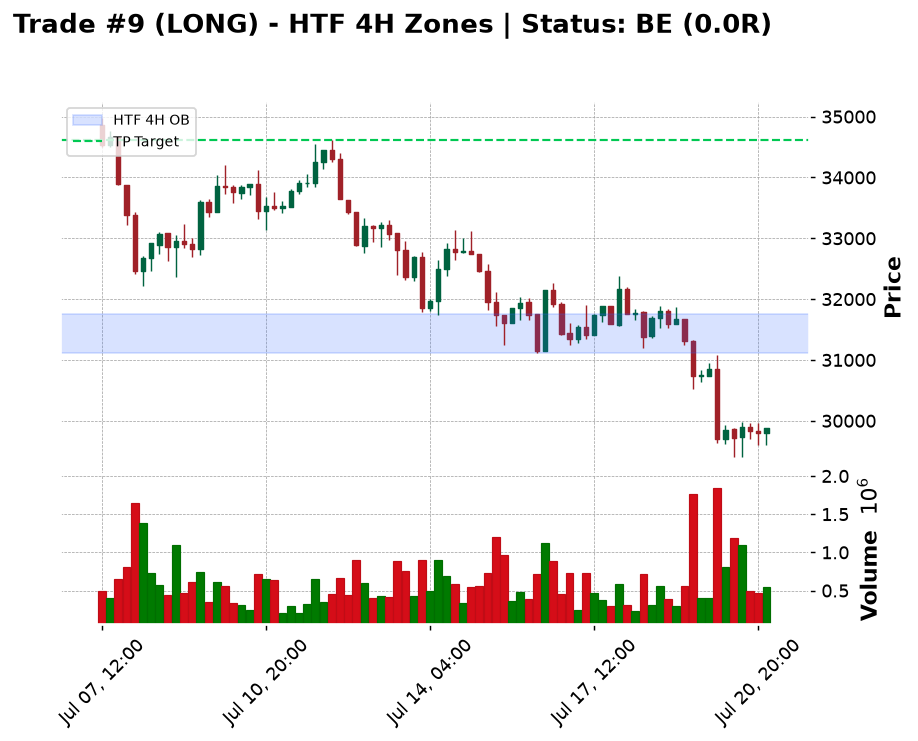 Trade #9 (LONG) - HTF 4H Zones | Status: BE (0.0R)
HTF 4H OB
TP Target
35000
34000
33000
32000
31000
30000
Price
2.0
1.5
1.0
0.5
Volume 10⁶
Jul 07, 12:00
Jul 10, 20:00
Jul 14, 04:00
Jul 17, 12:00
Jul 20, 20:00